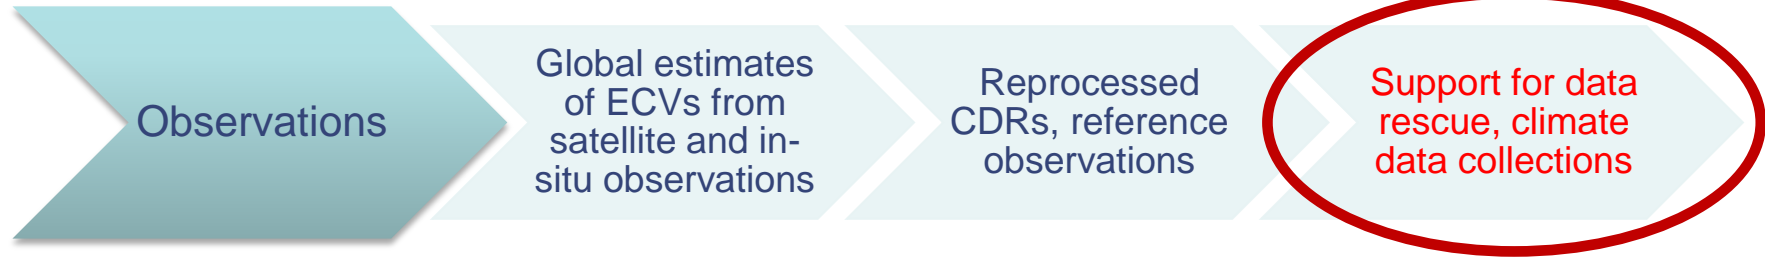 Observations
Global estimates
of ECVs from
satellite and in-
situ observations
Reprocessed
CDRs, reference
observations
Support for data
rescue, climate
data collections